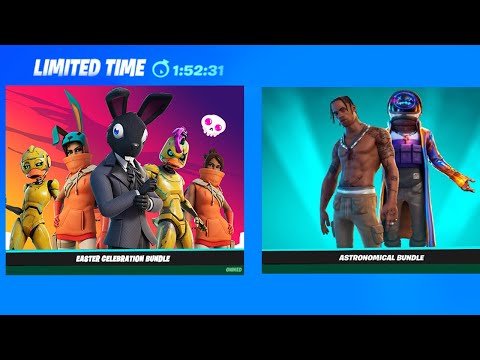 LIMITED TIME 1:52:31
EASTER CELEBRATION BUNDLE
OWNED
ASTRONOMICAL BUNDLE